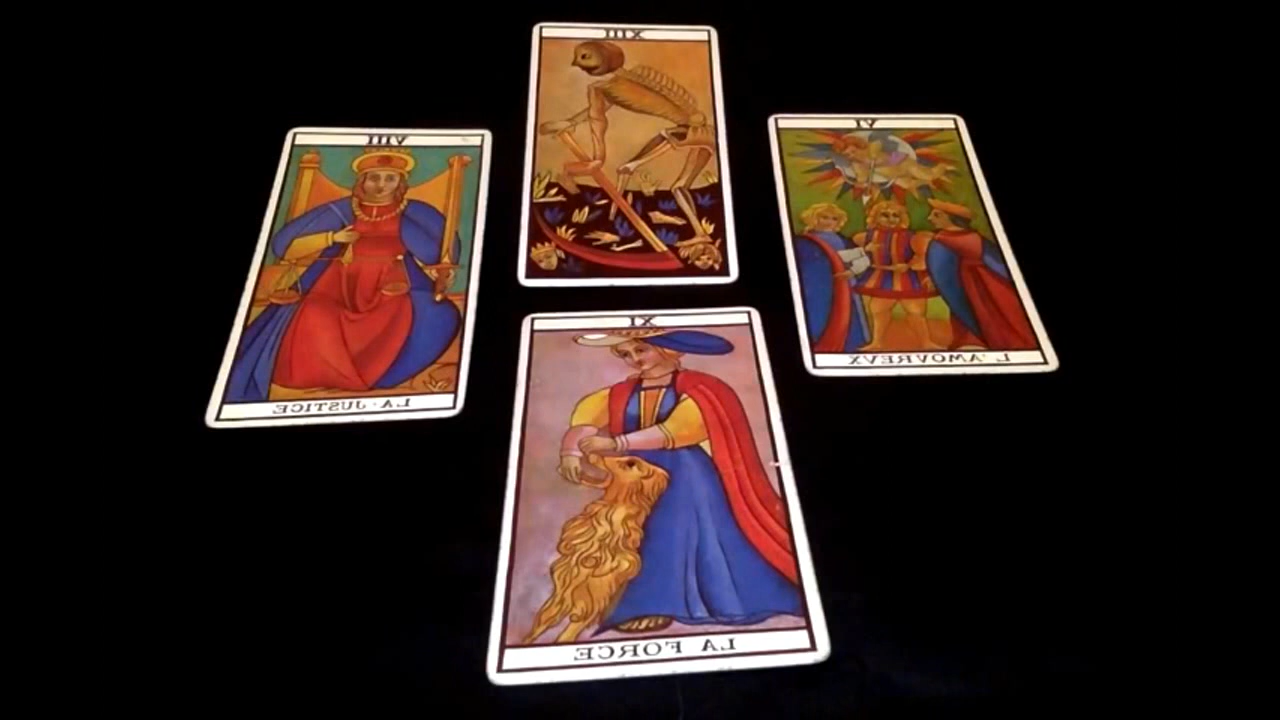 XIII
VIII
LA·JUSTICE
VI
L'AMOVREVX
XI
LA FORCE